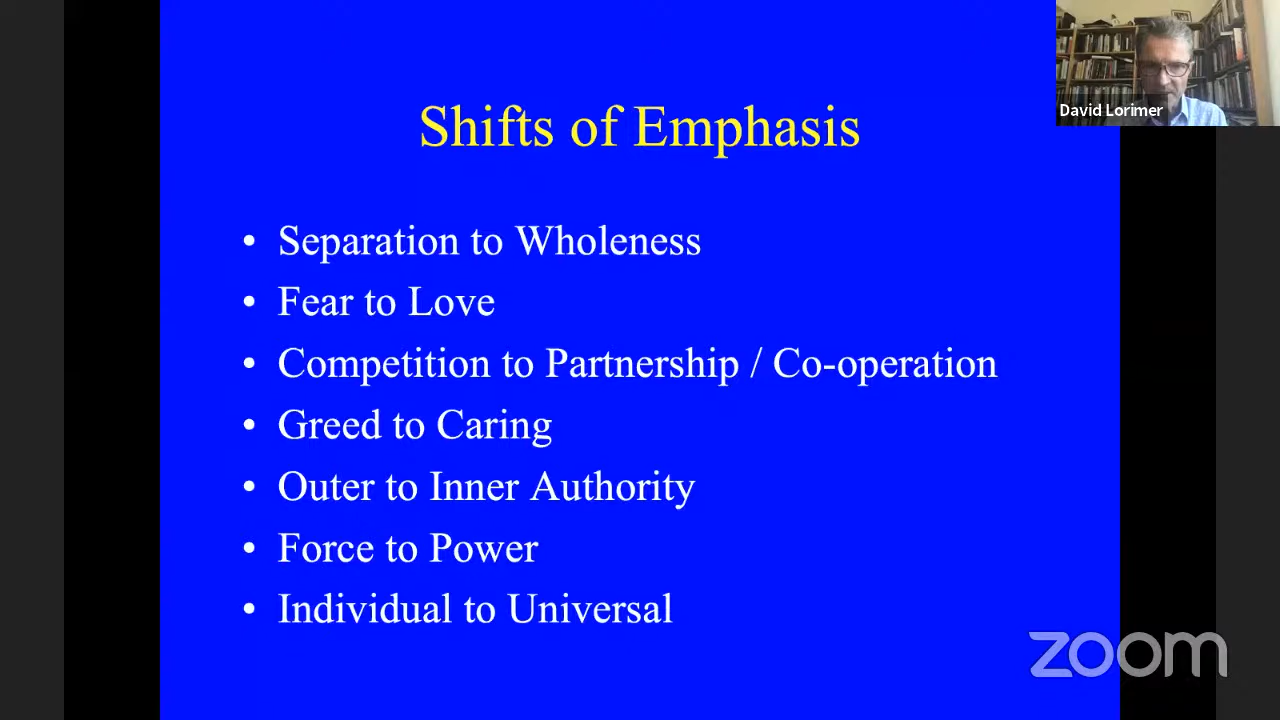 David Lorimer
Shifts of Emphasis
• Separation to Wholeness
• Fear to Love
• Competition to Partnership / Co-operation
• Greed to Caring
• Outer to Inner Authority
• Force to Power
• Individual to Universal
zoom